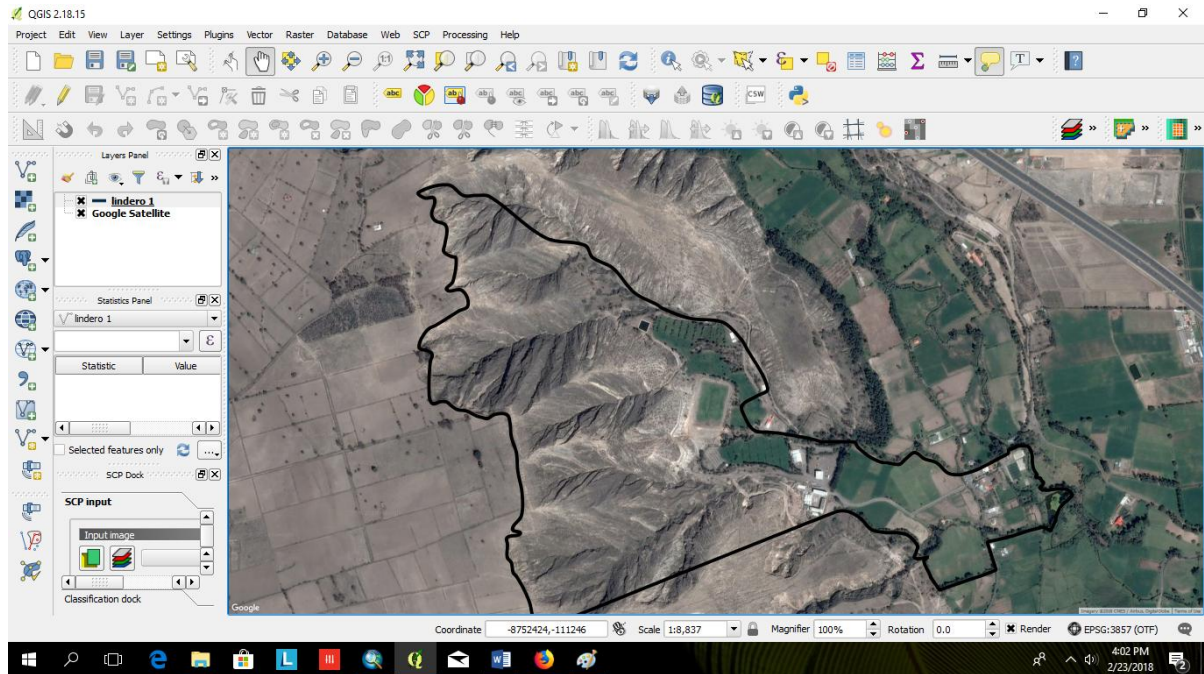 QGIS 2.18.15
Project Edit View Layer Settings Plugins Vector Raster Database Web SCP Processing Help
abc abc
CSW
Layers Panel
lindero 1
Google Satellite
Statistics Panel
lindero 1
Statistic Value
Selected features only
SCP Dock
SCP input
Input image
Classification dock
Google
Coordinate -8752424,-111246 Scale 1:8,837 Magnifier 100% Rotation 0.0 Render EPSG:3857 (OTF)
4:02 PM
2/23/2018